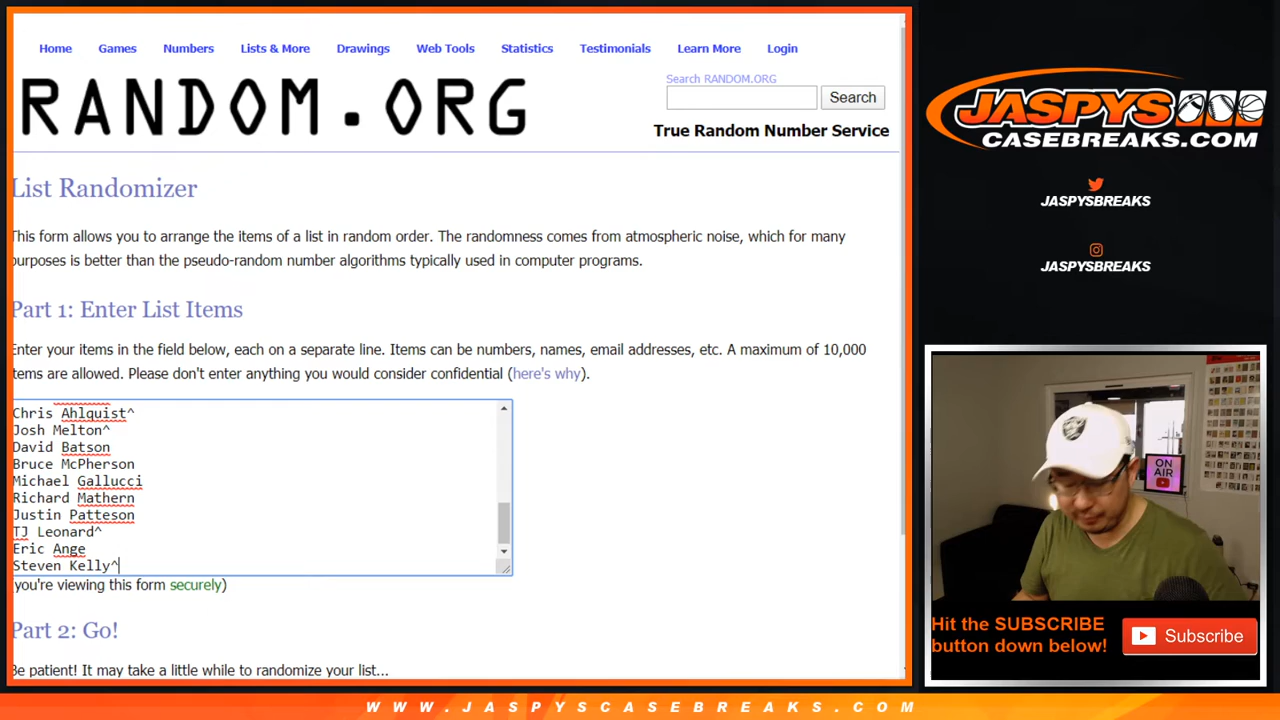 Home Games Numbers Lists & More Drawings Web Tools Statistics Testimonials Learn More Login
RANDOM.ORG
Search RANDOM.ORG
Search
True Random Number Service
List Randomizer
This form allows you to arrange the items of a list in random order. The randomness comes from atmospheric noise, which for many
purposes is better than the pseudo-random number algorithms typically used in computer programs.
Part 1: Enter List Items
Enter your items in the field below, each on a separate line. Items can be numbers, names, email addresses, etc. A maximum of 10,000
items are allowed. Please don't enter anything you would consider confidential (here's why).
Chris Ahlquist^
Josh Melton^
David Batson
Bruce McPherson
Michael Gallucci
Richard Mathern
Justin Patteson
TJ Leonard^
Eric Ange
Steven Kelly^
(you're viewing this form securely)
Part 2: Go!
Be patient! It may take a little while to randomize your list...
JASPYS
CASEBREAKS.COM
JASPYSBREAKS
JASPYSBREAKS
ON
AIR
Hit the SUBSCRIBE
button down below!
Subscribe
WWW.JASPYSCASEBREAKS.COM